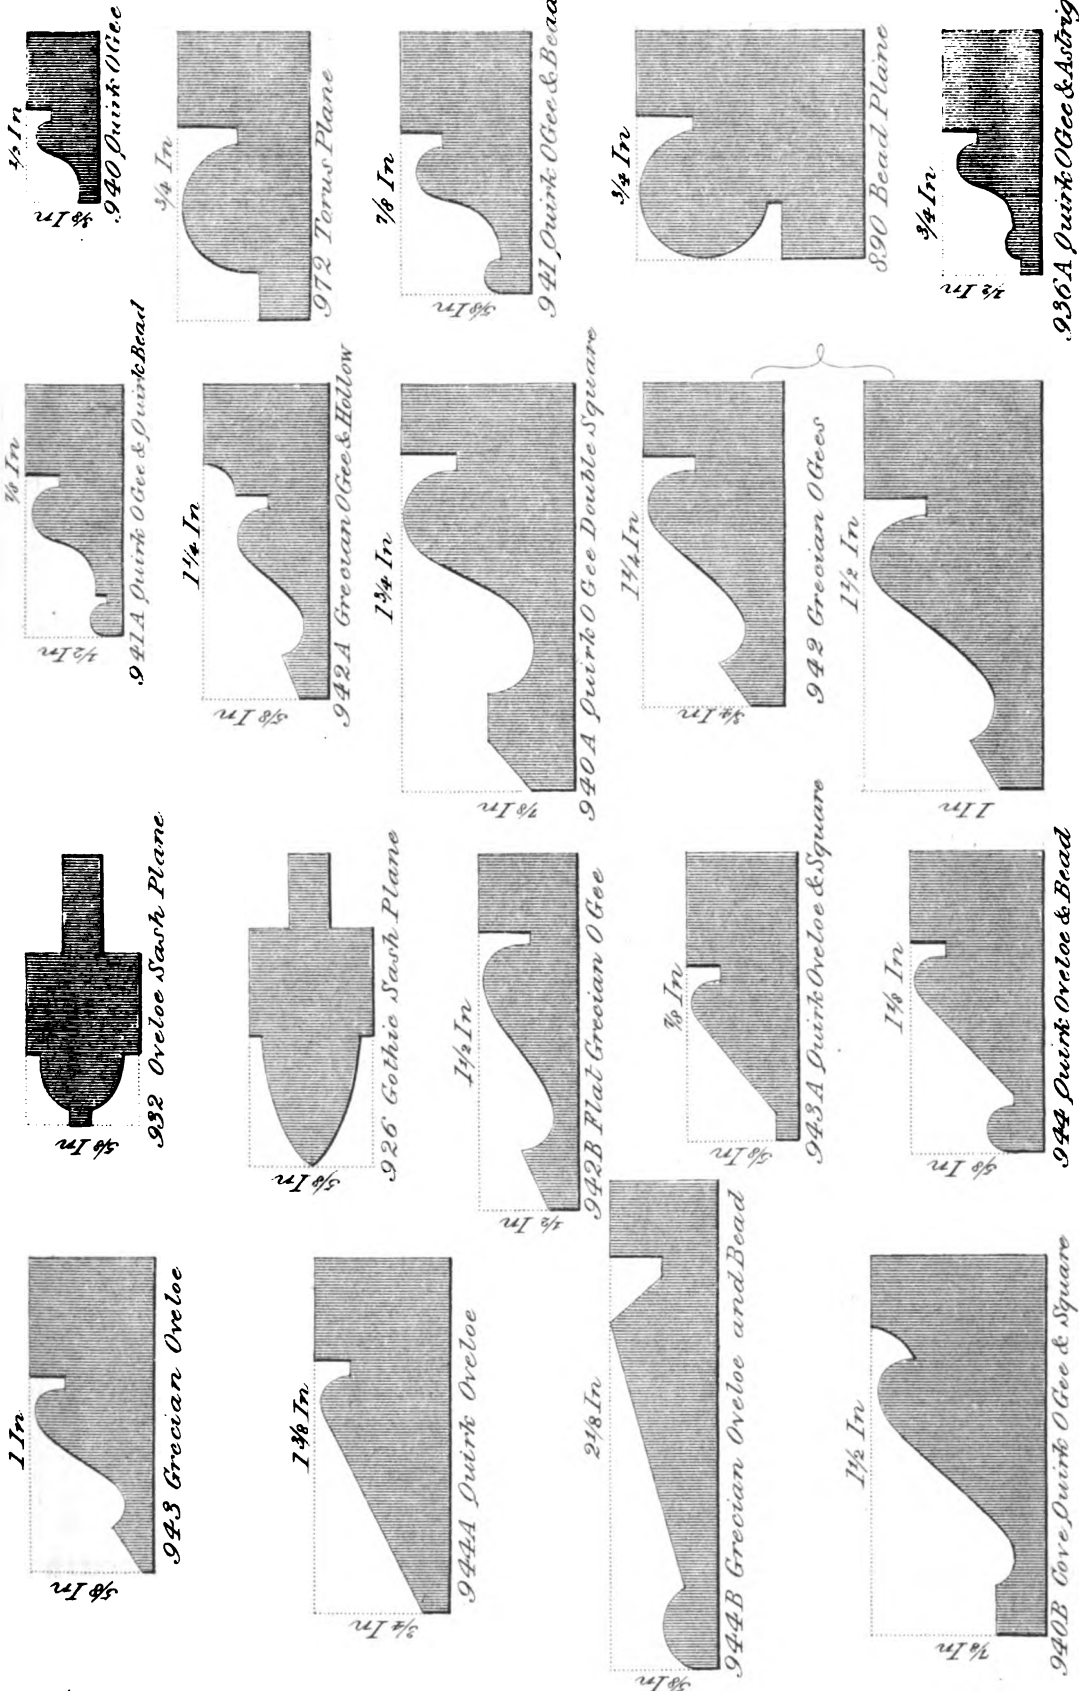 1 In
5/8 In
943 Grecian Oveloe
5/8 In
932 Oveloe Sash Plane
7/8 In
1/2 In
941A Quirk O Gee & Quirk Bead
1/2 In
3/8 In
940 Quirk O Gee
1 3/8 In
3/4 In
944A Quirk Oveloe
5/8 In
926 Gothic Sash Plane
1 1/4 In
5/8 In
942A Grecian O Gee & Hollow
3/4 In
972 Torus Plane
2 1/8 In
5/8 In
944B Grecian Oveloe and Bead
1 1/2 In
1/2 In
942B Flat Grecian O Gee
1 3/4 In
7/8 In
940A Quirk O Gee Double Square
7/8 In
5/8 In
941 Quirk O Gee & Bead
7/8 In
5/8 In
943A Quirk Oveloe & Square
1 1/4 In
3/4 In
942 Grecian O Gees
3/4 In
890 Bead Plane
1 1/2 In
7/8 In
940B Cove Quirk O Gee & Square
5/8 In
944 Quirk Oveloe & Bead
1 1/2 In
1 In
3/4 In
1/2 In
936A Quirk O Gee & Astrig